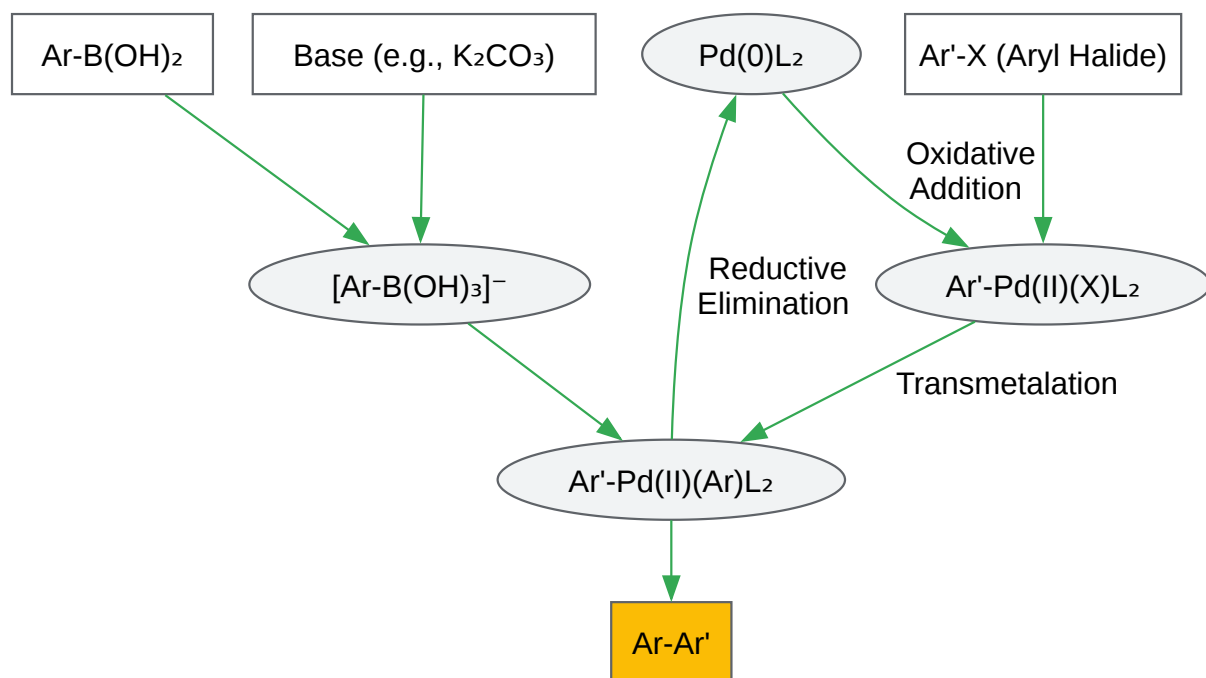 Ar-B(OH)₂
Base (e.g., K₂CO₃)
Pd(0)L₂
Ar'-X (Aryl Halide)
Oxidative
Addition
[Ar-B(OH)₃]⁻
Reductive
Elimination
Ar'-Pd(II)(X)L₂
Transmetalation
Ar'-Pd(II)(Ar)L₂
Ar-Ar'